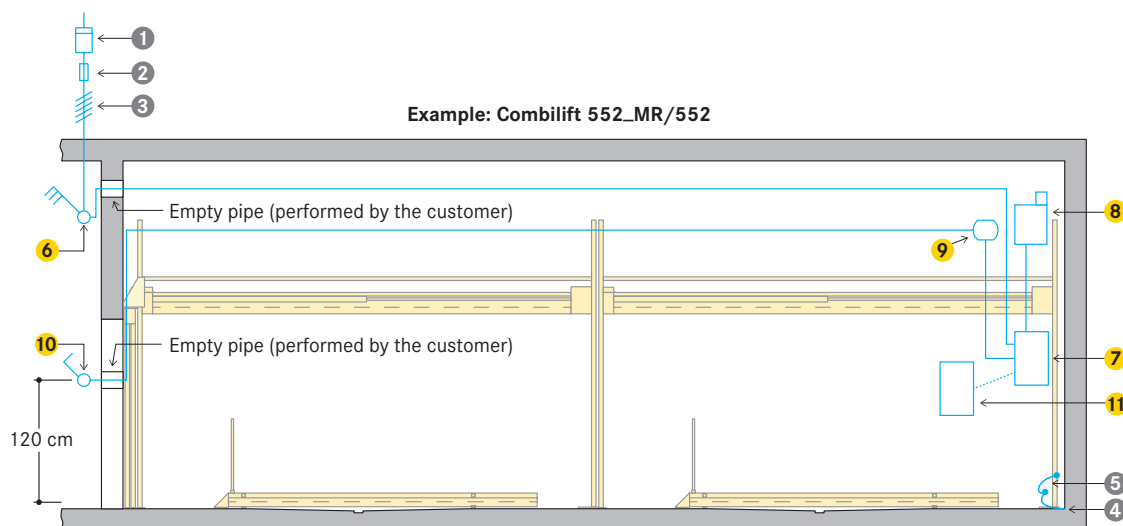 1
2
3
Example: Combilift 552_MR/552
Empty pipe (performed by the customer)
6
8
9
10
Empty pipe (performed by the customer)
7
11
120 cm
5
4